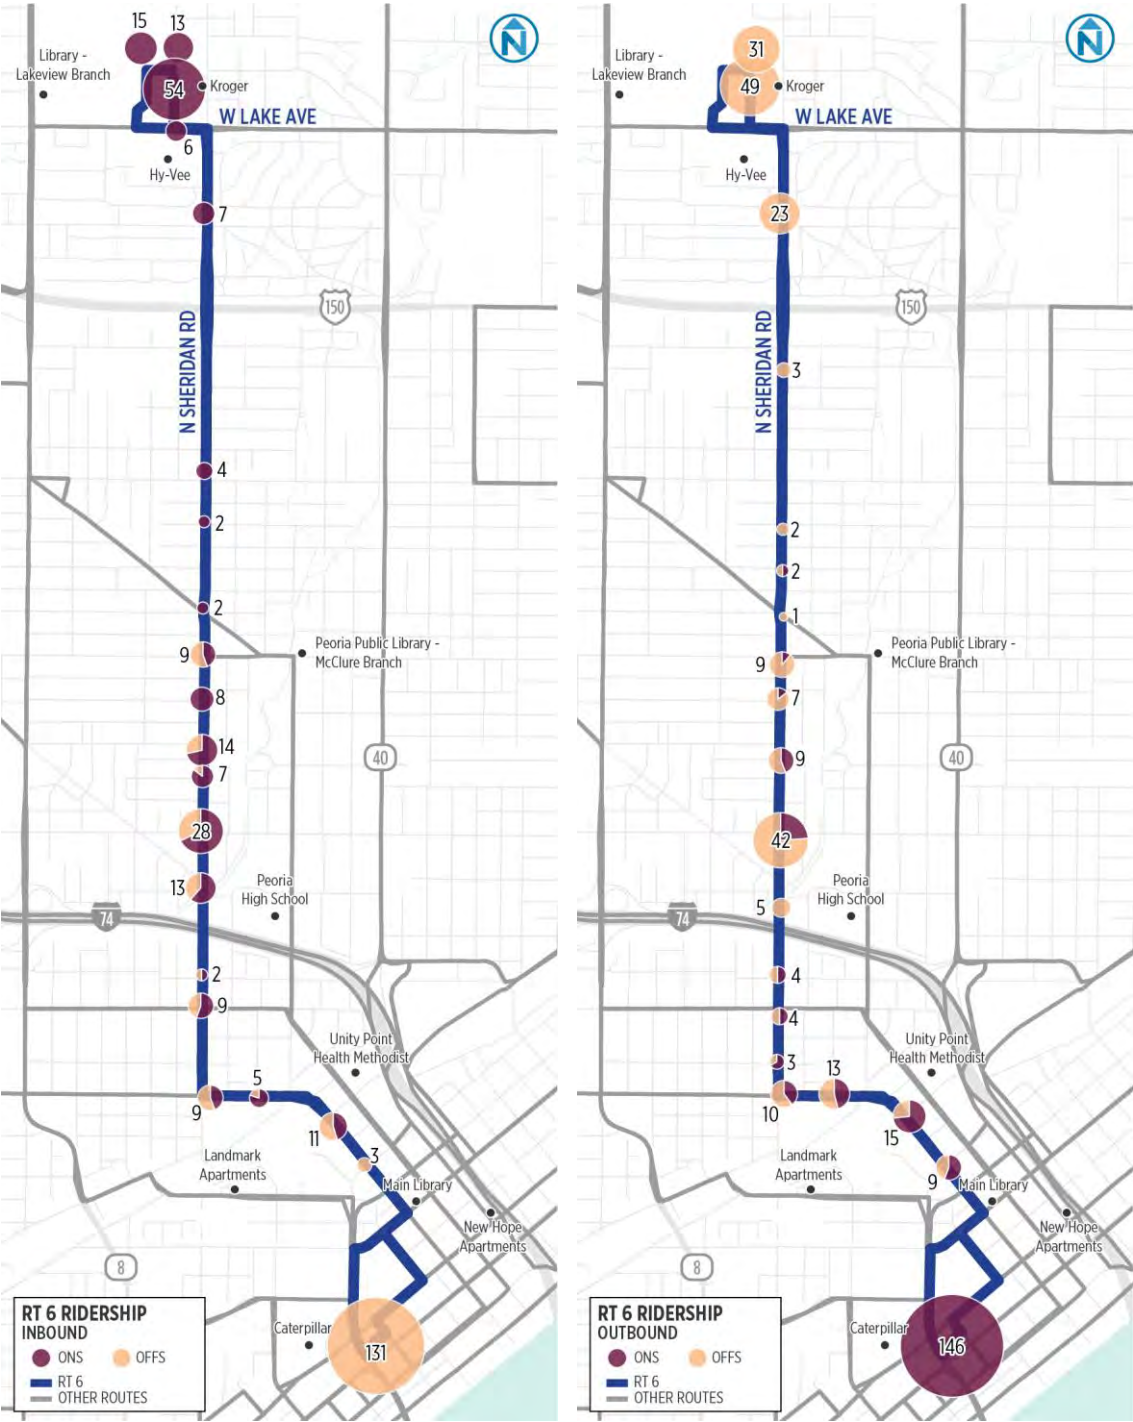 15
13
N
Library -
Lakeview Branch
54
Kroger
W LAKE AVE
6
Hy-Vee
7
150
N SHERIDAN RD
4
2
2
9
Peoria Public Library -
McClure Branch
8
14
7
40
28
13
Peoria
High School
74
2
9
Unity Point
Health Methodist
5
9
11
3
Landmark
Apartments
Main Library
New Hope
Apartments
8
RT 6 RIDERSHIP
INBOUND
ONS
OFFS
RT 6
OTHER ROUTES
Caterpillar
131
31
N
Library -
Lakeview Branch
49
Kroger
W LAKE AVE
Hy-Vee
23
150
N SHERIDAN RD
3
2
2
1
9
Peoria Public Library -
McClure Branch
7
9
40
42
Peoria
High School
5
74
4
4
Unity Point
Health Methodist
3
13
10
15
9
Landmark
Apartments
Main Library
New Hope
Apartments
8
RT 6 RIDERSHIP
OUTBOUND
ONS
OFFS
RT 6
OTHER ROUTES
Caterpillar
146